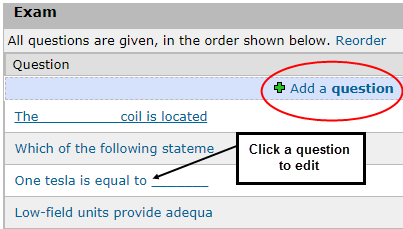 Exam
All questions are given, in the order shown below. Reorder
Question
Add a question
The ____________ coil is located
Which of the following stateme
Click a question
to edit
One tesla is equal to ________
Low-field units provide adequa